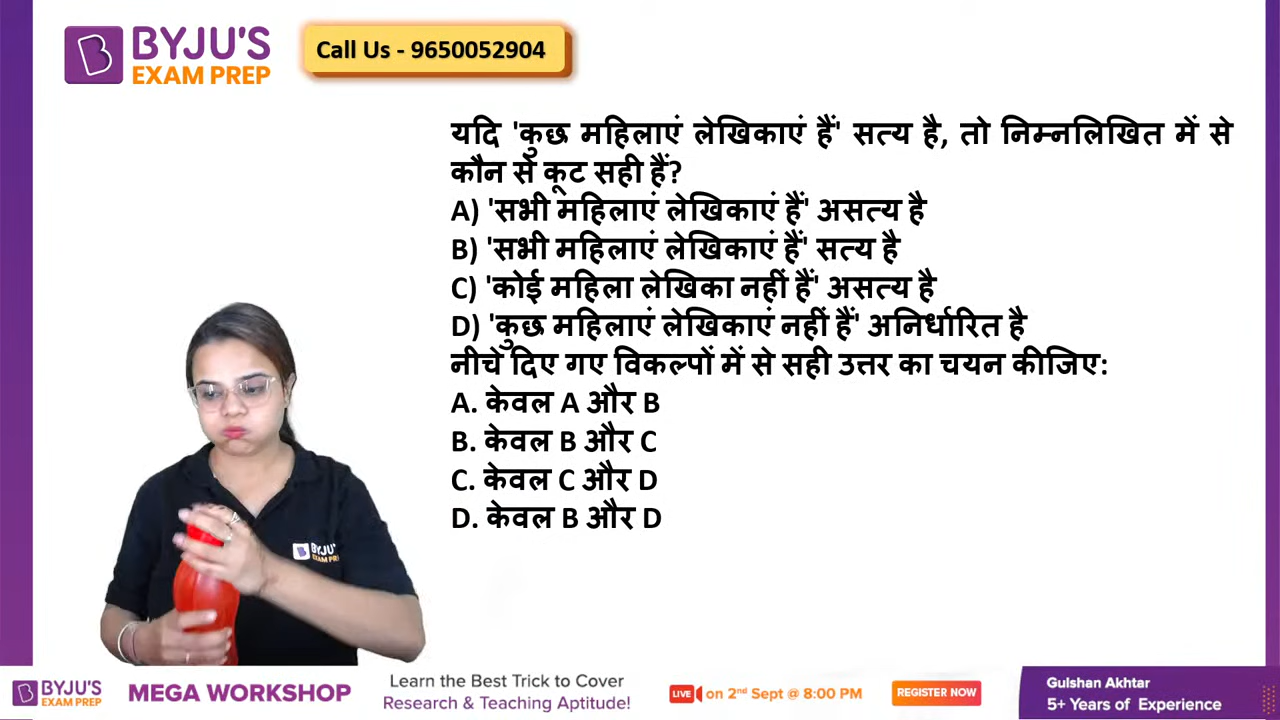 BYJU'S
EXAM PREP
Call Us - 9650052904
यदि 'कुछ महिलाएं लेखिकाएं हैं' सत्य है, तो निम्नलिखित में से
कौन से कूट सही हैं?
A) 'सभी महिलाएं लेखिकाएं हैं' असत्य है
B) 'सभी महिलाएं लेखिकाएं हैं' सत्य है
C) 'कोई महिला लेखिका नहीं हैं' असत्य है
D) 'कुछ महिलाएं लेखिकाएं नहीं हैं' अनिर्धारित है
नीचे दिए गए विकल्पों में से सही उत्तर का चयन कीजिए:
A. केवल A और B
B. केवल B और C
C. केवल C और D
D. केवल B और D
BYJU'S
EXAM PREP
BYJU'S
EXAM PREP
MEGA WORKSHOP
Learn the Best Trick to Cover
Research & Teaching Aptitude!
LIVE on 2nd Sept @ 8:00 PM
REGISTER NOW
Gulshan Akhtar
5+ Years of Experience